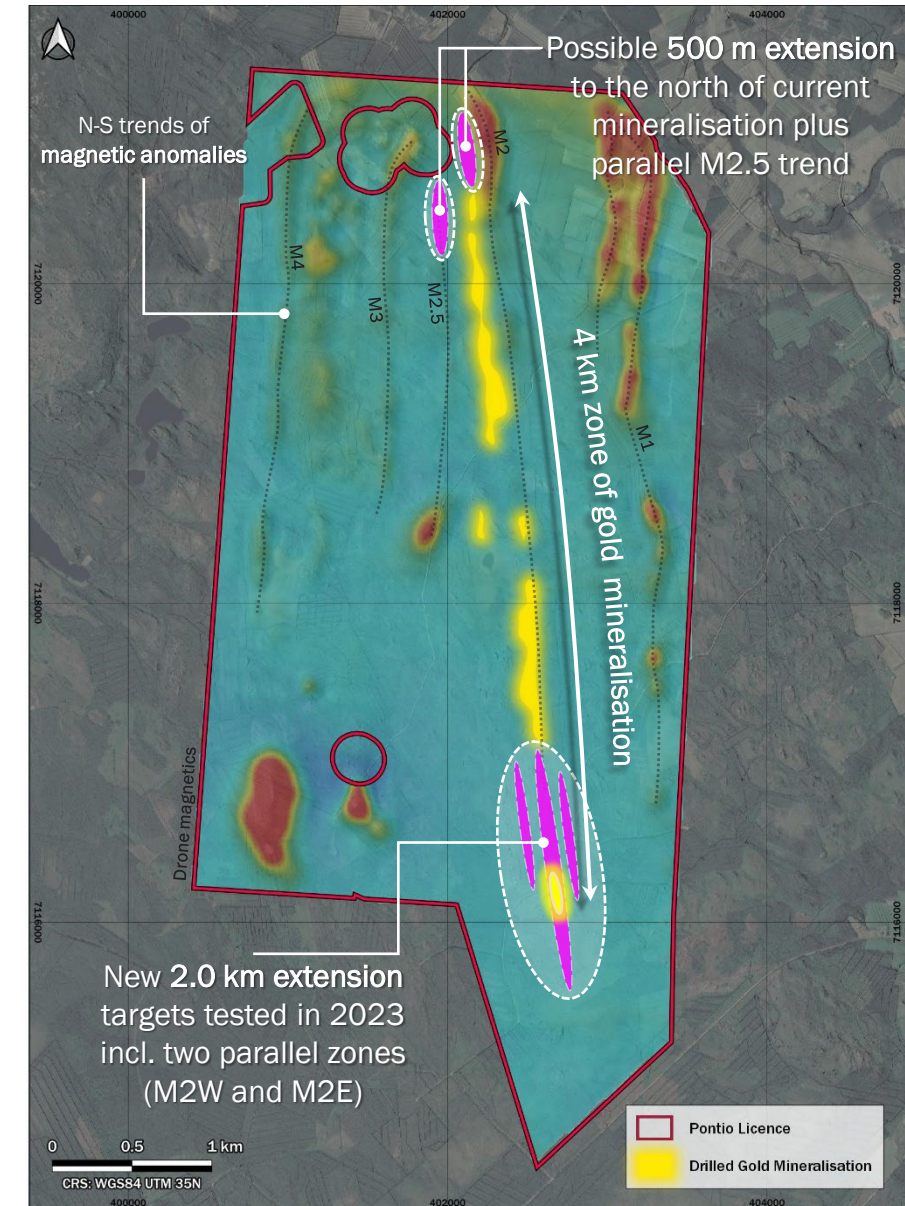 400000
402000
404000
Possible 500 m extension
to the north of current
mineralisation plus
parallel M2.5 trend
N-S trends of
magnetic anomalies
M2
M4
M3
M2.5
M1
7120000
7120000
4 km zone of gold mineralisation
7118000
7118000
Drone magnetics
7116000
7116000
New 2.0 km extension
targets tested in 2023
incl. two parallel zones
(M2W and M2E)
0 0.5 1 km
CRS: WGS84 UTM 35N
Pontio Licence
Drilled Gold Mineralisation
400000
402000
404000